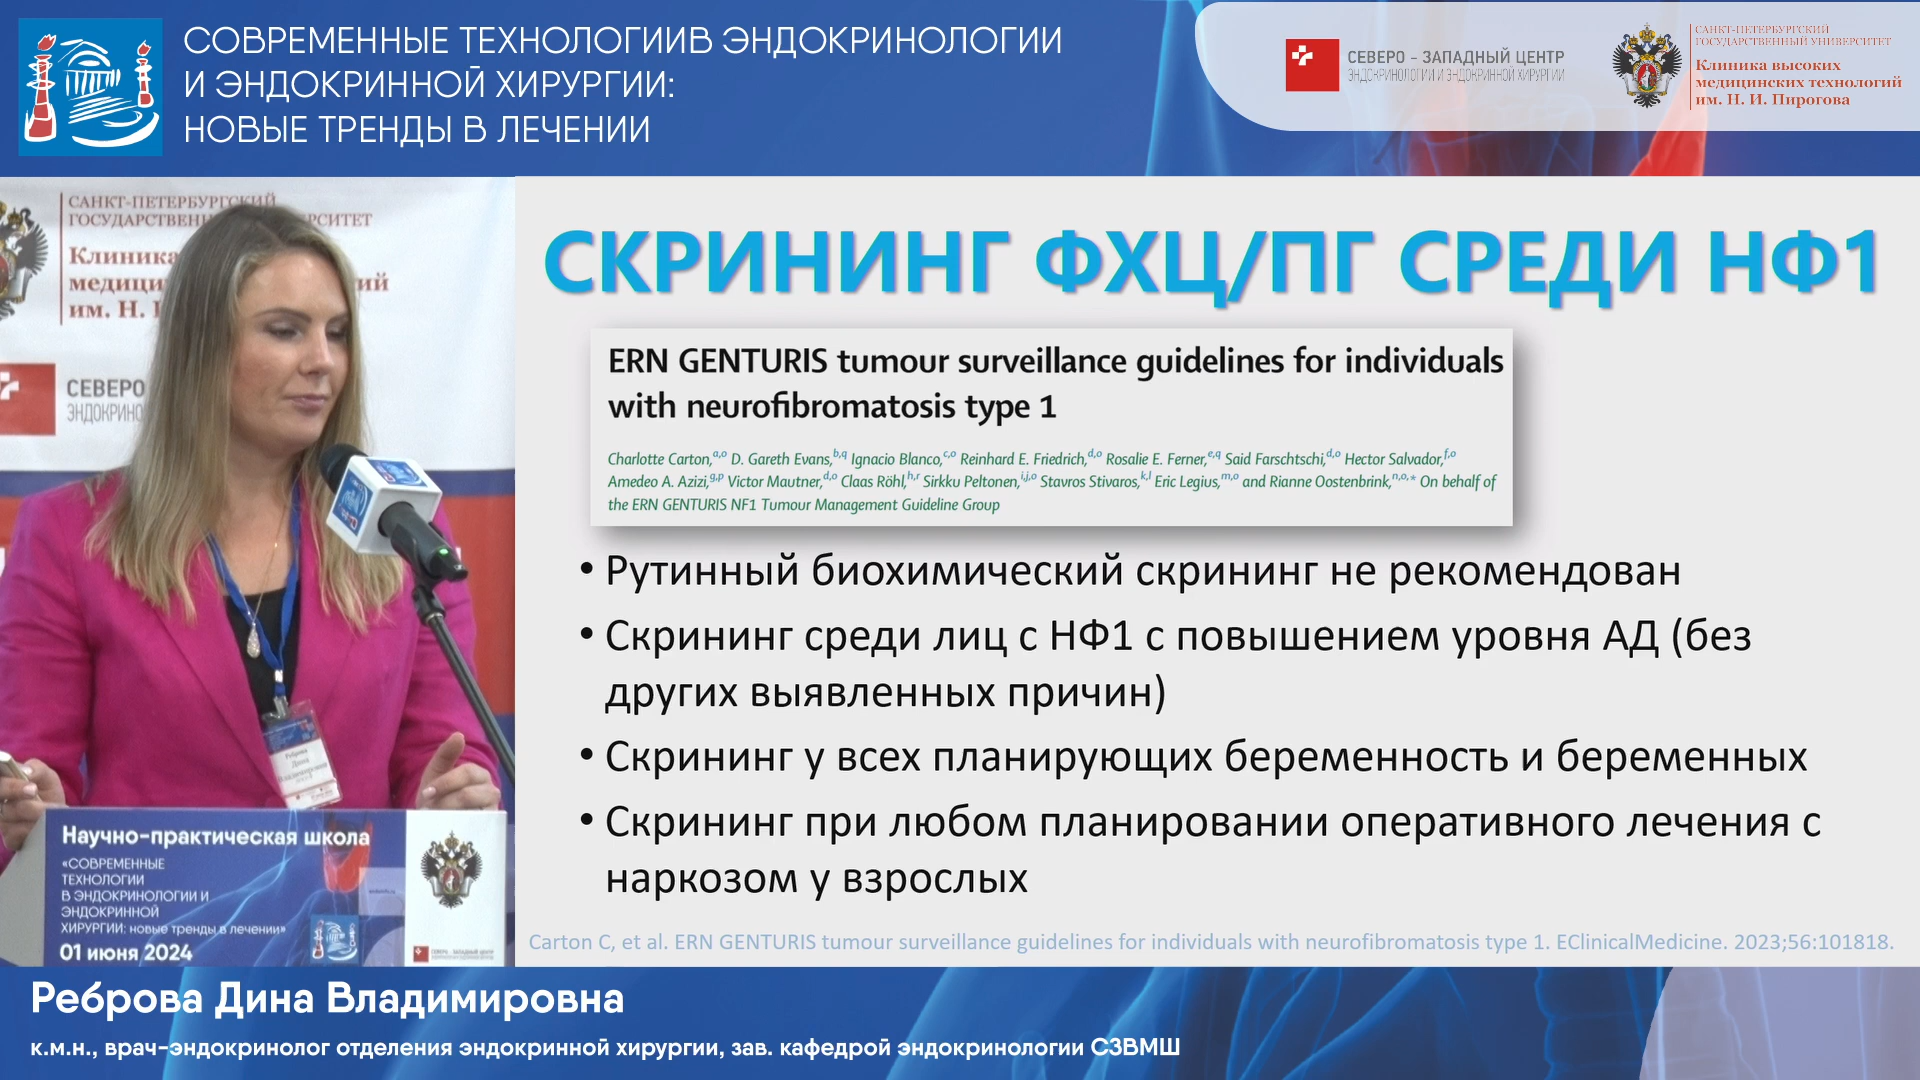 СОВРЕМЕННЫЕ ТЕХНОЛОГИИВ ЭНДОКРИНОЛОГИИ
И ЭНДОКРИННОЙ ХИРУРГИИ:
НОВЫЕ ТРЕНДЫ В ЛЕЧЕНИИ
СЕВЕРО - ЗАПАДНЫЙ ЦЕНТР
ЭНДОКРИНОЛОГИИ И ЭНДОКРИННОЙ ХИРУРГИИ
САНКТ-ПЕТЕРБУРГСКИЙ
ГОСУДАРСТВЕННЫЙ УНИВЕРСИТЕТ
Клиника высоких
медицинских технологий
им. Н. И. Пирогова
САНКТ-ПЕТЕРБУРГСКИЙ
Клиника
им. Н.
СЕВЕРО
СКРИНИНГ ФХЦ/ПГ СРЕДИ НФ1
ERN GENTURIS tumour surveillance guidelines for individuals
with neurofibromatosis type 1
Charlotte Carton,a,o D. Gareth Evans,b,q Ignacio Blanco,c,o Reinhard E. Friedrich,d,o Rosalie E. Ferner,e,q Said Farschtschi,d,o Hector Salvador,f,o
Amedeo A. Azizi,g,p Victor Mautner,d,o Claas Röhl,h,r Sirkku Peltonen,i,j,o Stavros Stivaros,k,l Eric Legius,m,o and Rianne Oostenbrink,n,o,* On behalf of
the ERN GENTURIS NF1 Tumour Management Guideline Group
• Рутинный биохимический скрининг не рекомендован
• Скрининг среди лиц с НФ1 с повышением уровня АД (без
других выявленных причин)
• Скрининг у всех планирующих беременность и беременных
• Скрининг при любом планировании оперативного лечения с
наркозом у взрослых
Carton C, et al. ERN GENTURIS tumour surveillance guidelines for individuals with neurofibromatosis type 1. EClinicalMedicine. 2023;56:101818.
Реброва
Дина
Владимировна
Научно-практическая школа
«СОВРЕМЕННЫЕ
ТЕХНОЛОГИИ
В ЭНДОКРИНОЛОГИИ И
ЭНДОКРИННОЙ
ХИРУРГИИ: новые тренды в лечении»
01 июня 2024
Реброва Дина Владимировна
к.м.н., врач-эндокринолог отделения эндокринной хирургии, зав. кафедрой эндокринологии СЗВМШ